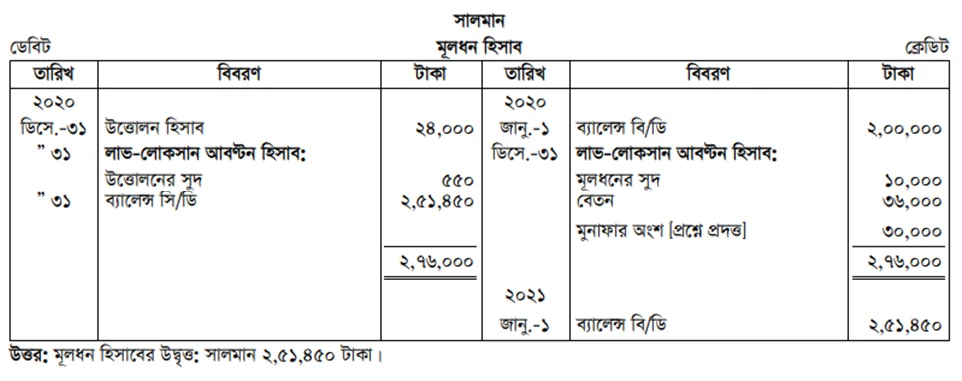 সালমান
ডেবিট মূলধন হিসাব ক্রেডিট
তারিখ বিবরণ টাকা তারিখ বিবরণ টাকা
২০২০ ২০২০
ডিসে.-৩১ উত্তোলন হিসাব ২৪,০০০ জানু.-১ ব্যালেন্স বি/ডি ২,০০,০০০
” ৩১ লাভ-লোকসান আবণ্টন হিসাব: ডিসে.-৩১ লাভ-লোকসান আবণ্টন হিসাব:
উত্তোলনের সুদ ৫৫০ মূলধনের সুদ ১০,০০০
” ৩১ ব্যালেন্স সি/ডি ২,৫১,৪৫০ বেতন ৩৬,০০০
মুনাফার অংশ [প্রশ্নে প্রদত্ত] ৩০,০০০
২,৭৬,০০০ ২,৭৬,০০০
২০২১
জানু.-১ ব্যালেন্স বি/ডি ২,৫১,৪৫০
উত্তর: মূলধন হিসাবের উদ্বৃত্ত: সালমান ২,৫১,৪৫০ টাকা।